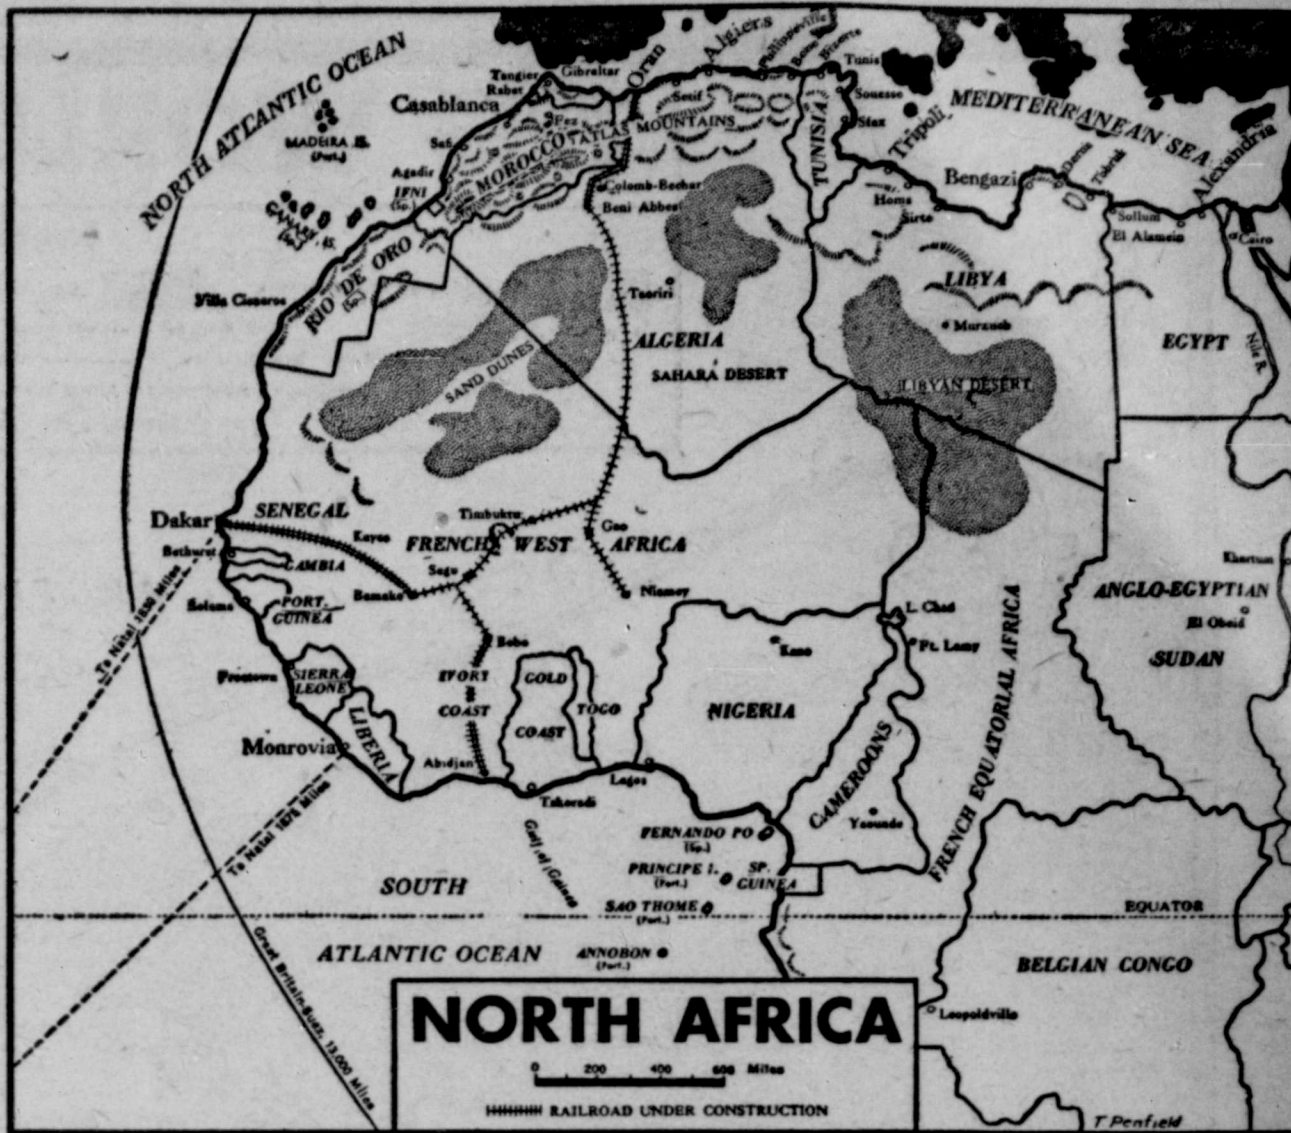 NORTH ATLANTIC OCEAN
MADEIRA IS.
(Port.)
CANARY IS.
(Sp.)
Tangier
Gibraltar
Rabat
Casablanca
Fez
Safi
Agadir
IFNI
(Sp.)
MOROCCO
ATLAS MOUNTAINS
Oran
Algiers
Philippeville
Bone
Bizerte
Tunis
Setif
Sousse
Sfax
TUNISIA
Tripoli
MEDITERRANEAN SEA
Bengazi
Derna
Tobruk
Alexandria
Homs
Sirte
Sollum
El Alamein
Cairo
Colomb-Bechar
Beni Abbes
RIO DE ORO
(Sp.)
Villa Cisneros
Taoriri
ALGERIA
SAHARA DESERT
SAND DUNES
LIBYA
Murzuch
LIBYAN DESERT
EGYPT
Nile R.
Dakar
SENEGAL
Kayes
Timbuktu
FRENCH WEST AFRICA
Gao
Bathurst
GAMBIA
Segu
Bamako
Niamey
Bolama
PORT.
GUINEA
To Natal 1850 Miles
Bobo
Freetown
SIERRA
LEONE
IVORY
COAST
GOLD
COAST
TOGO
LIBERIA
Monrovia
Abidjan
Takoradi
Lagos
Kano
NIGERIA
L. Chad
Ft. Lamy
CAMEROONS
Yaounde
FRENCH EQUATORIAL AFRICA
Khartum
ANGLO-EGYPTIAN
El Obeid
SUDAN
To Natal 1875 Miles
Gulf of Guinea
FERNANDO PO
(Sp.)
PRINCIPE I.
(Port.)
SP.
GUINEA
SAO THOME
(Port.)
SOUTH
ATLANTIC OCEAN
ANNOBON
(Port.)
EQUATOR
BELGIAN CONGO
Leopoldville
Great Britain-Suez, 13,000 Miles
NORTH AFRICA
0 200 400 600 Miles
RAILROAD UNDER CONSTRUCTION
T Penfield